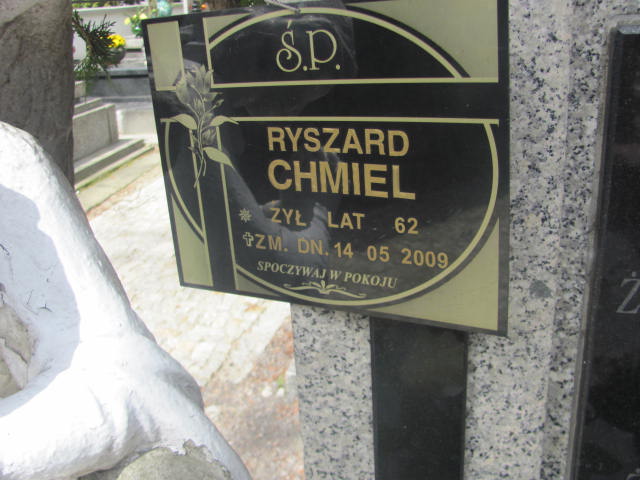 Ś.P.
RYSZARD
CHMIEL
ŻYŁ LAT 62
ZM. DN. 14 05 2009
SPOCZYWAJ W POKOJU